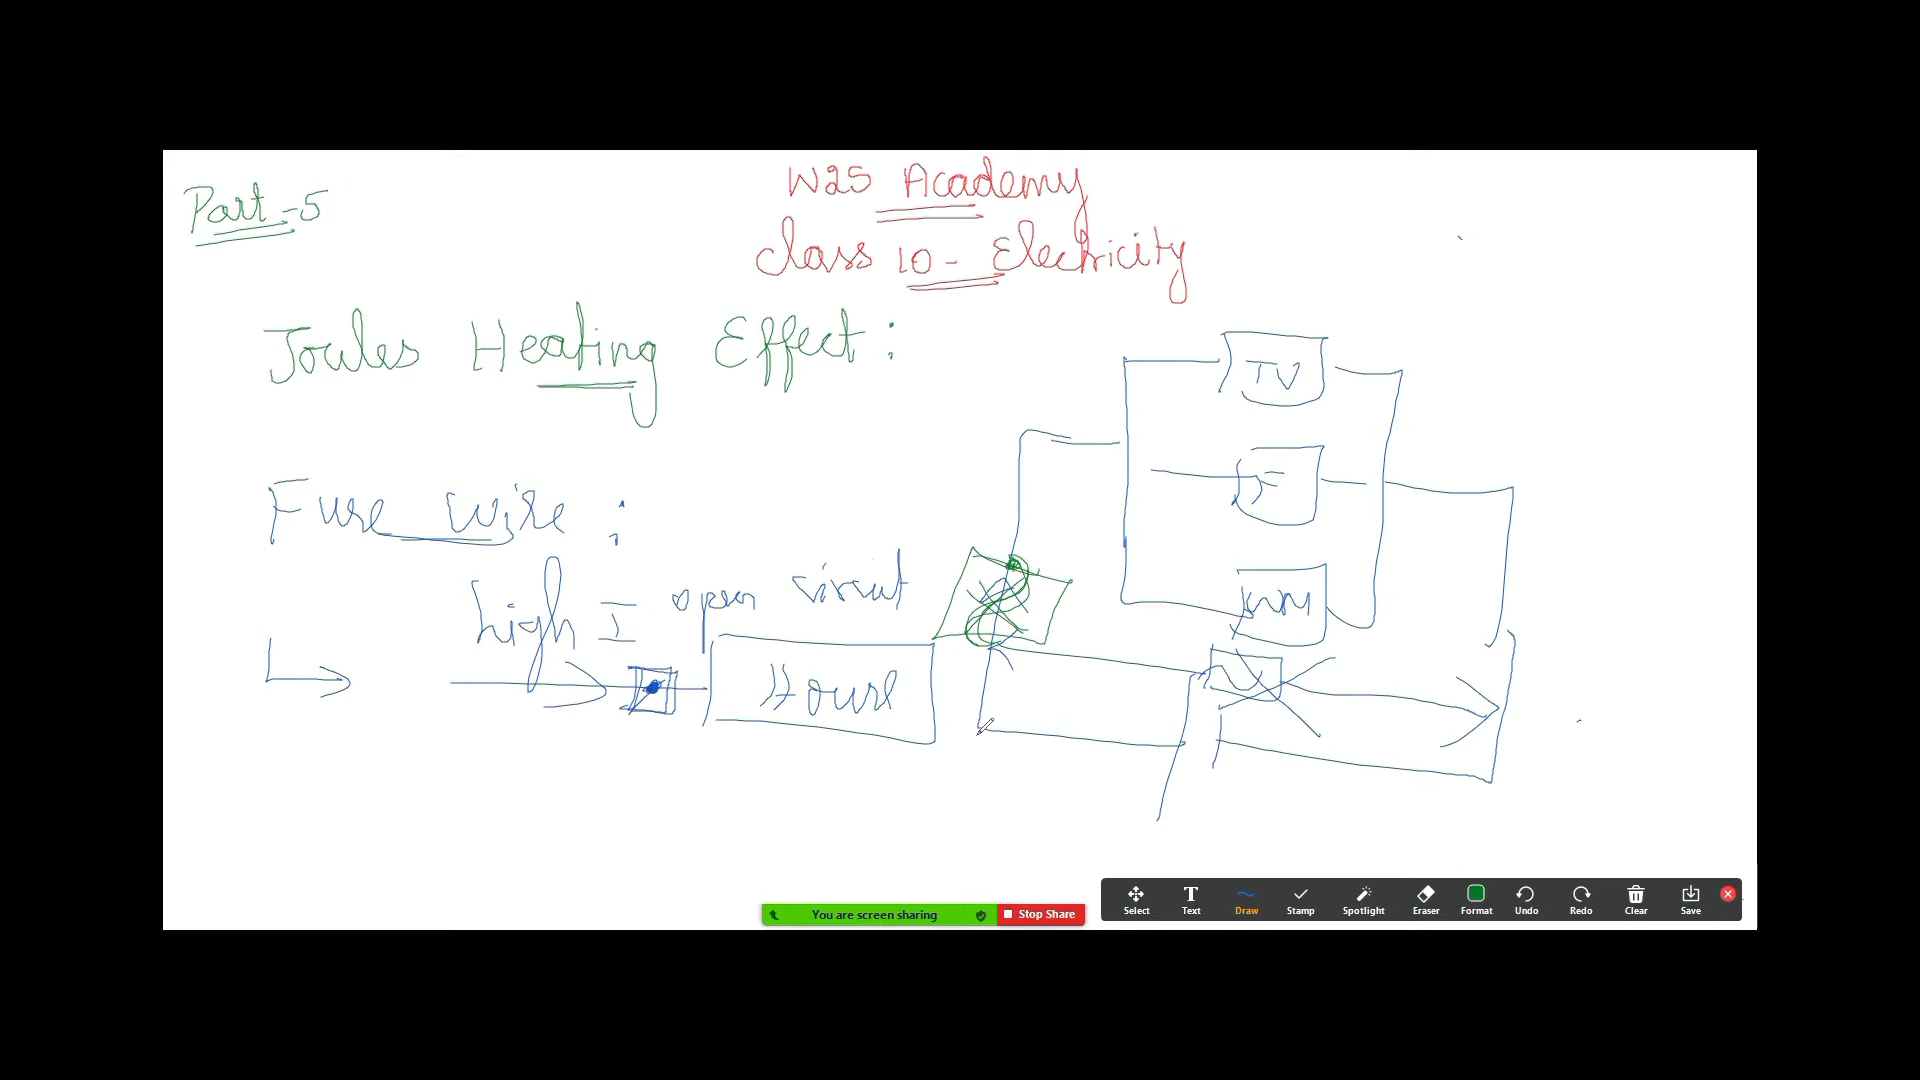 Part-5
W25 Academy
Class 10 - Electricity
Joules Heating Effect :
TV
F
Fuse Wire :
high I open circuit
House
You are screen sharing
Stop Share
Select
Text
Draw
Stamp
Spotlight
Eraser
Format
Undo
Redo
Clear
Save